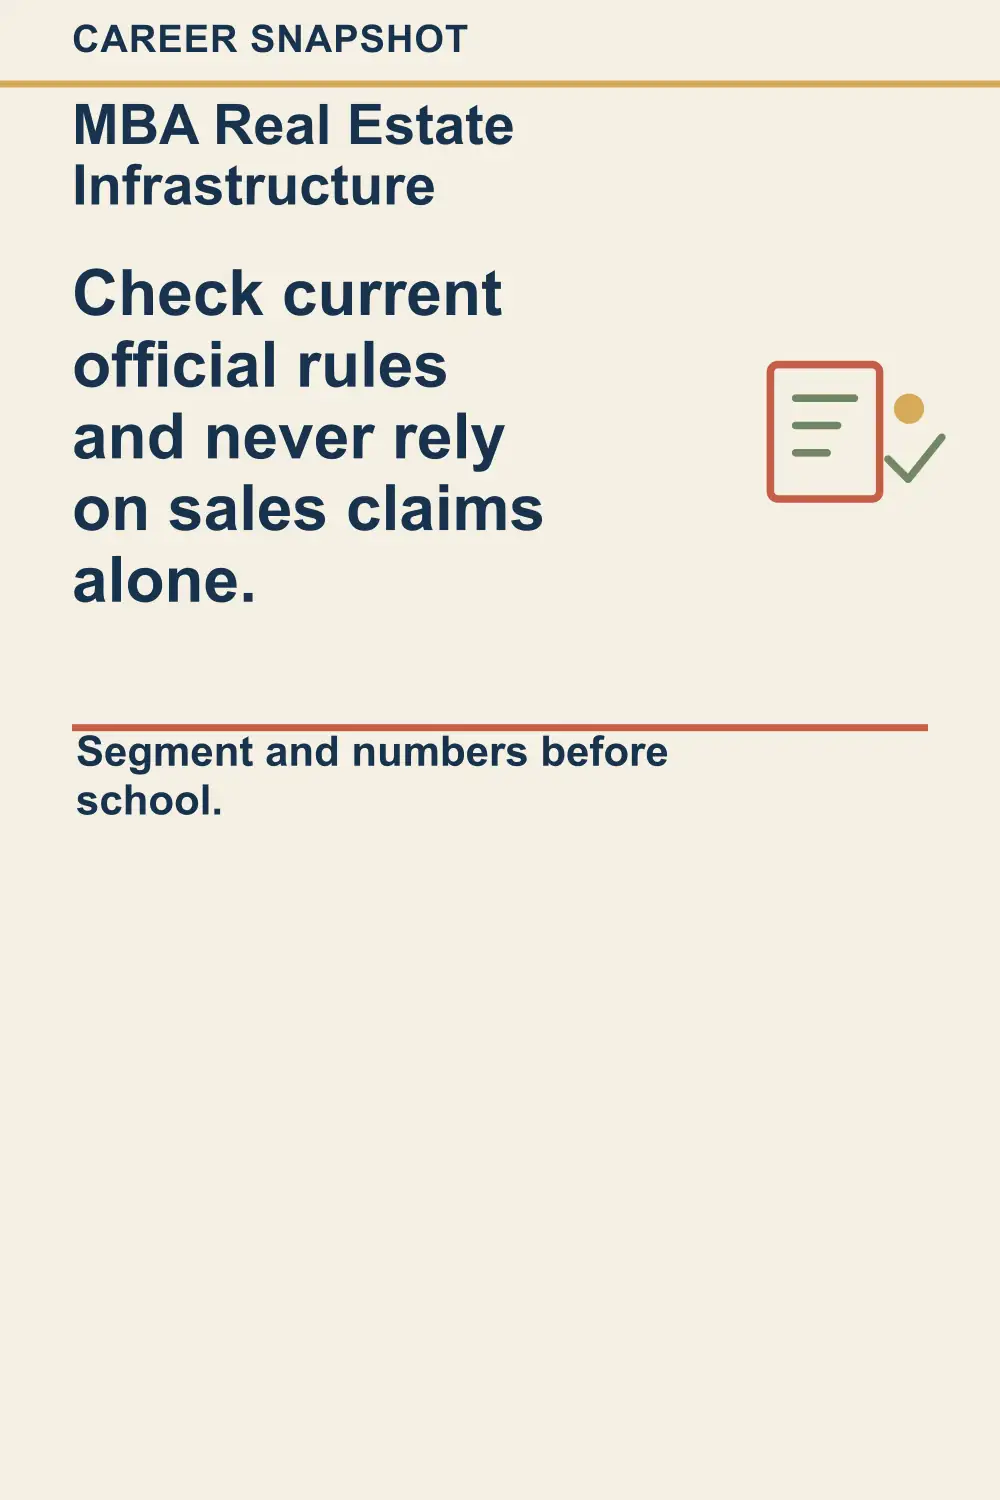 CAREER SNAPSHOT
MBA Real Estate
Infrastructure
Check current
official rules
and never rely
on sales claims
alone.
Segment and numbers before
school.